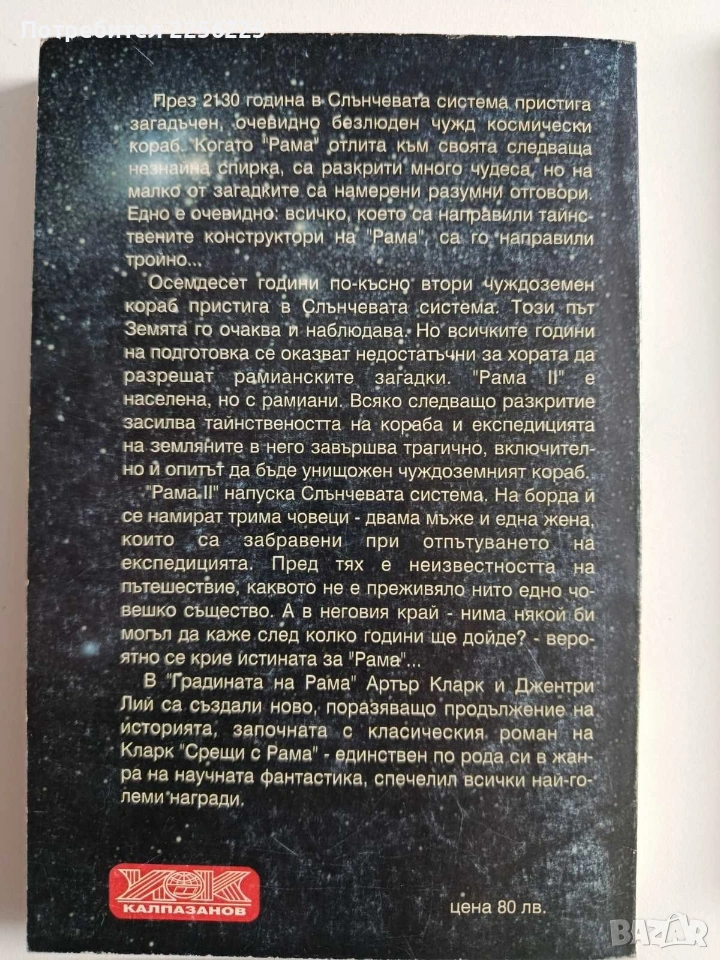 Потребител 2256225
През 2130 година в Слънчевата система пристига
загадъчен, очевидно безлюден чужд космически
кораб. Когато "Рама" отлита към своята следваща
незнайна спирка, са разкрити много чудеса, но на
малко от загадките са намерени разумни отговори.
Едно е очевидно: всичко, което са направили тайнс-
твените конструктори на "Рама", са го направили
тройно...
Осемдесет години по-късно втори чуждоземен
кораб пристига в Слънчевата система. Този път
Земята го очаква и наблюдава. Но всичките години
на подготовка се оказват недостатъчни за хората да
разрешат рамианските загадки. "Рама II" е
населена, но с рамиани. Всяко следващо разкритие
засилва тайнствеността на кораба и експедицията
на земляните в него завършва трагично, включител-
но и опитът да бъде унищожен чуждоземният кораб.
"Рама II" напуска Слънчевата система. На борда й
се намират трима човеци - двама мъже и една жена,
които са забравени при отпътуването на
експедицията. Пред тях е неизвестността на
пътешествие, каквото не е преживяло нито едно чо-
вешко същество. А в неговия край - нима някой би
могъл да каже след колко години ще дойде? - веро-
ятно се крие истината за "Рама"...
В "Градината на Рама" Артър Кларк и Джентри
Лий са създали ново, поразяващо продължение на
историята, започната с класическия роман на
Кларк "Срещи с Рама" - единствен по рода си в жан-
ра на научната фантастика, спечелил всички най-го-
леми награди.
ИК
КАЛПАЗАНОВ
цена 80 лв.
BAZAR